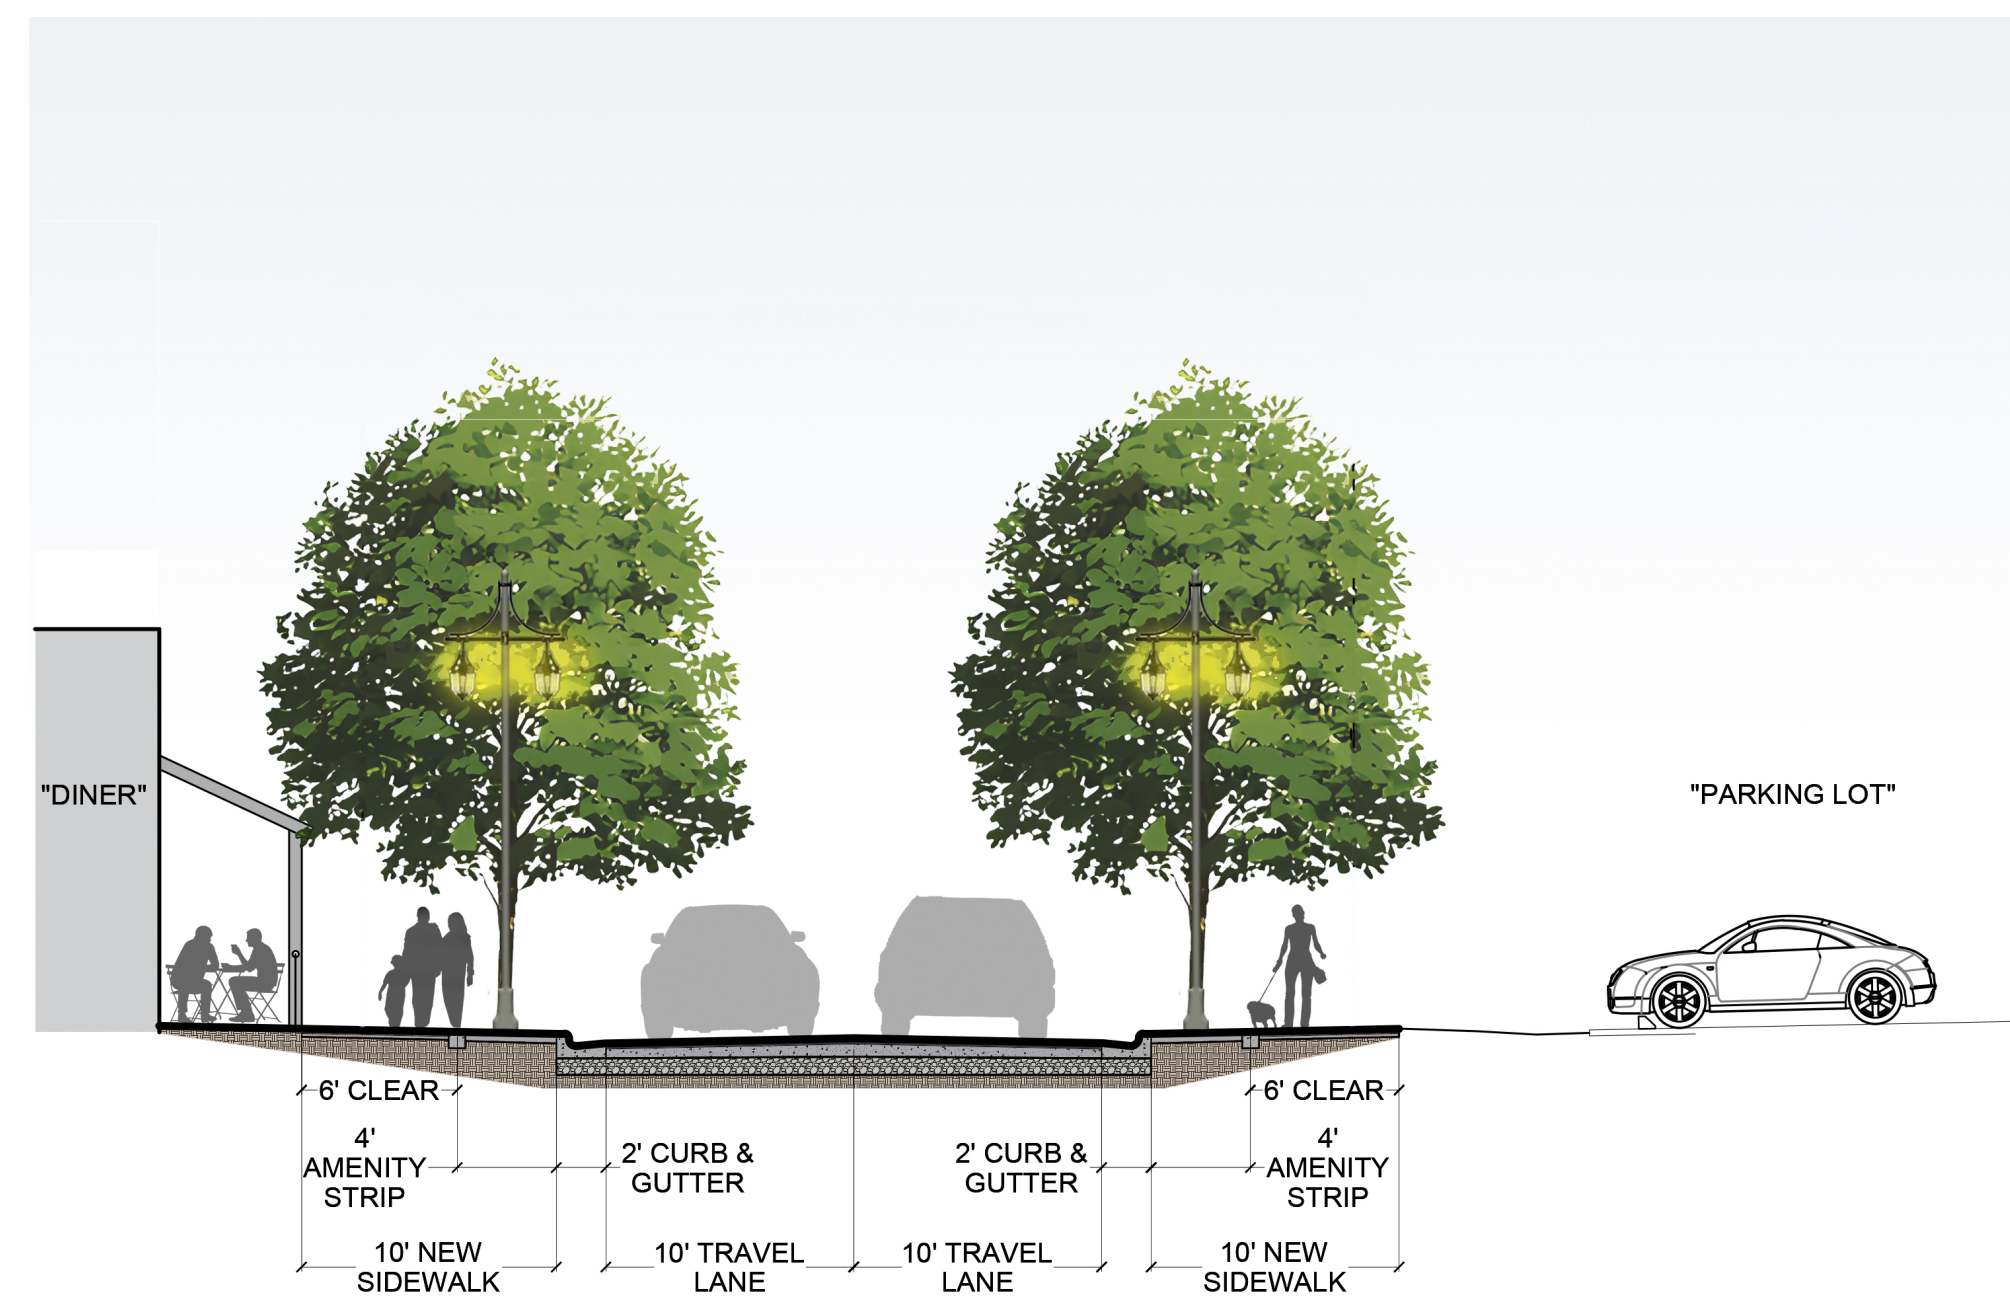 "DINER"
"PARKING LOT"
6' CLEAR
6' CLEAR
4'
AMENITY
STRIP
2' CURB &
GUTTER
2' CURB &
GUTTER
4'
AMENITY
STRIP
10' NEW
SIDEWALK
10' TRAVEL
LANE
10' TRAVEL
LANE
10' NEW
SIDEWALK